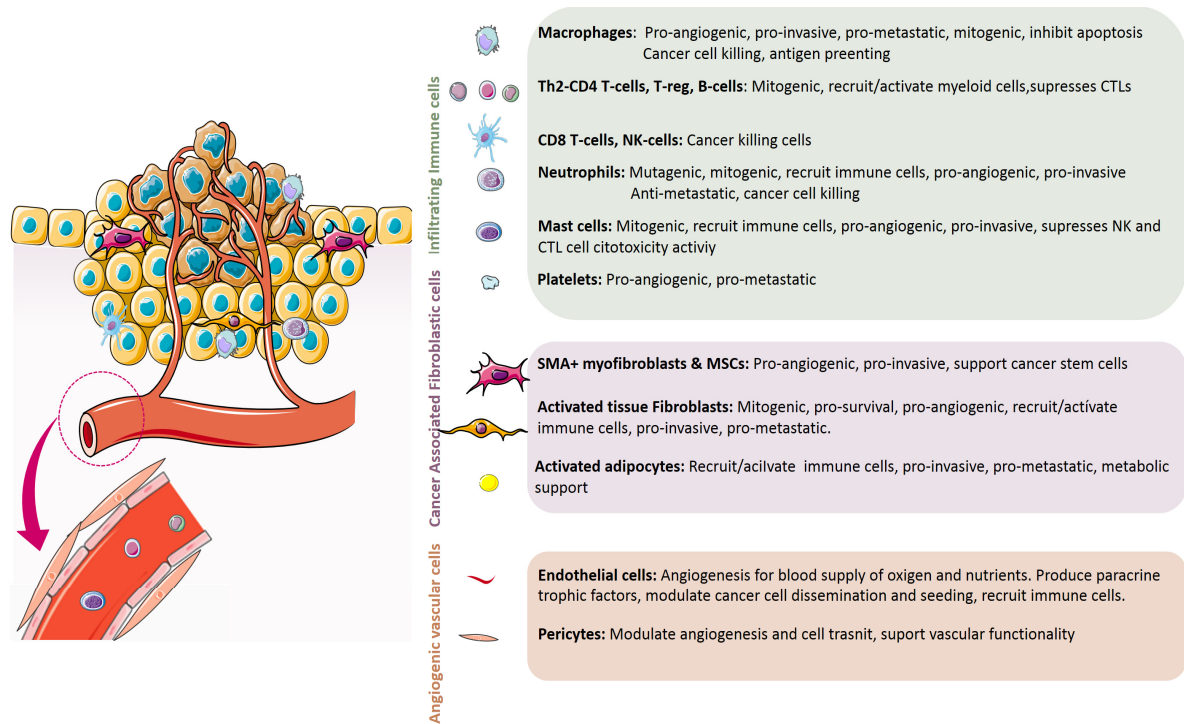 Infiltrating Immune cells
Macrophages: Pro-angiogenic, pro-invasive, pro-metastatic, mitogenic, inhibit apoptosis
Cancer cell killing, antigen preenting
Th2-CD4 T-cells, T-reg, B-cells: Mitogenic, recruit/activate myeloid cells,supresses CTLs
CD8 T-cells, NK-cells: Cancer killing cells
Neutrophils: Mutagenic, mitogenic, recruit immune cells, pro-angiogenic, pro-invasive
Anti-metastatic, cancer cell killing
Mast cells: Mitogenic, recruit immune cells, pro-angiogenic, pro-invasive, supresses NK and
CTL cell citotoxicity activiy
Platelets: Pro-angiogenic, pro-metastatic
Cancer Associated Fibroblastic cells
SMA+ myofibroblasts & MSCs: Pro-angiogenic, pro-invasive, support cancer stem cells
Activated tissue Fibroblasts: Mitogenic, pro-survival, pro-angiogenic, recruit/actívate
immune cells, pro-invasive, pro-metastatic.
Activated adipocytes: Recruit/aciIvate immune cells, pro-invasive, pro-metastatic, metabolic
support
Angiogenic vascular cells
Endothelial cells: Angiogenesis for blood supply of oxigen and nutrients. Produce paracrine
trophic factors, modulate cancer cell dissemination and seeding, recruit immune cells.
Pericytes: Modulate angiogenesis and cell trasnit, suport vascular functionality